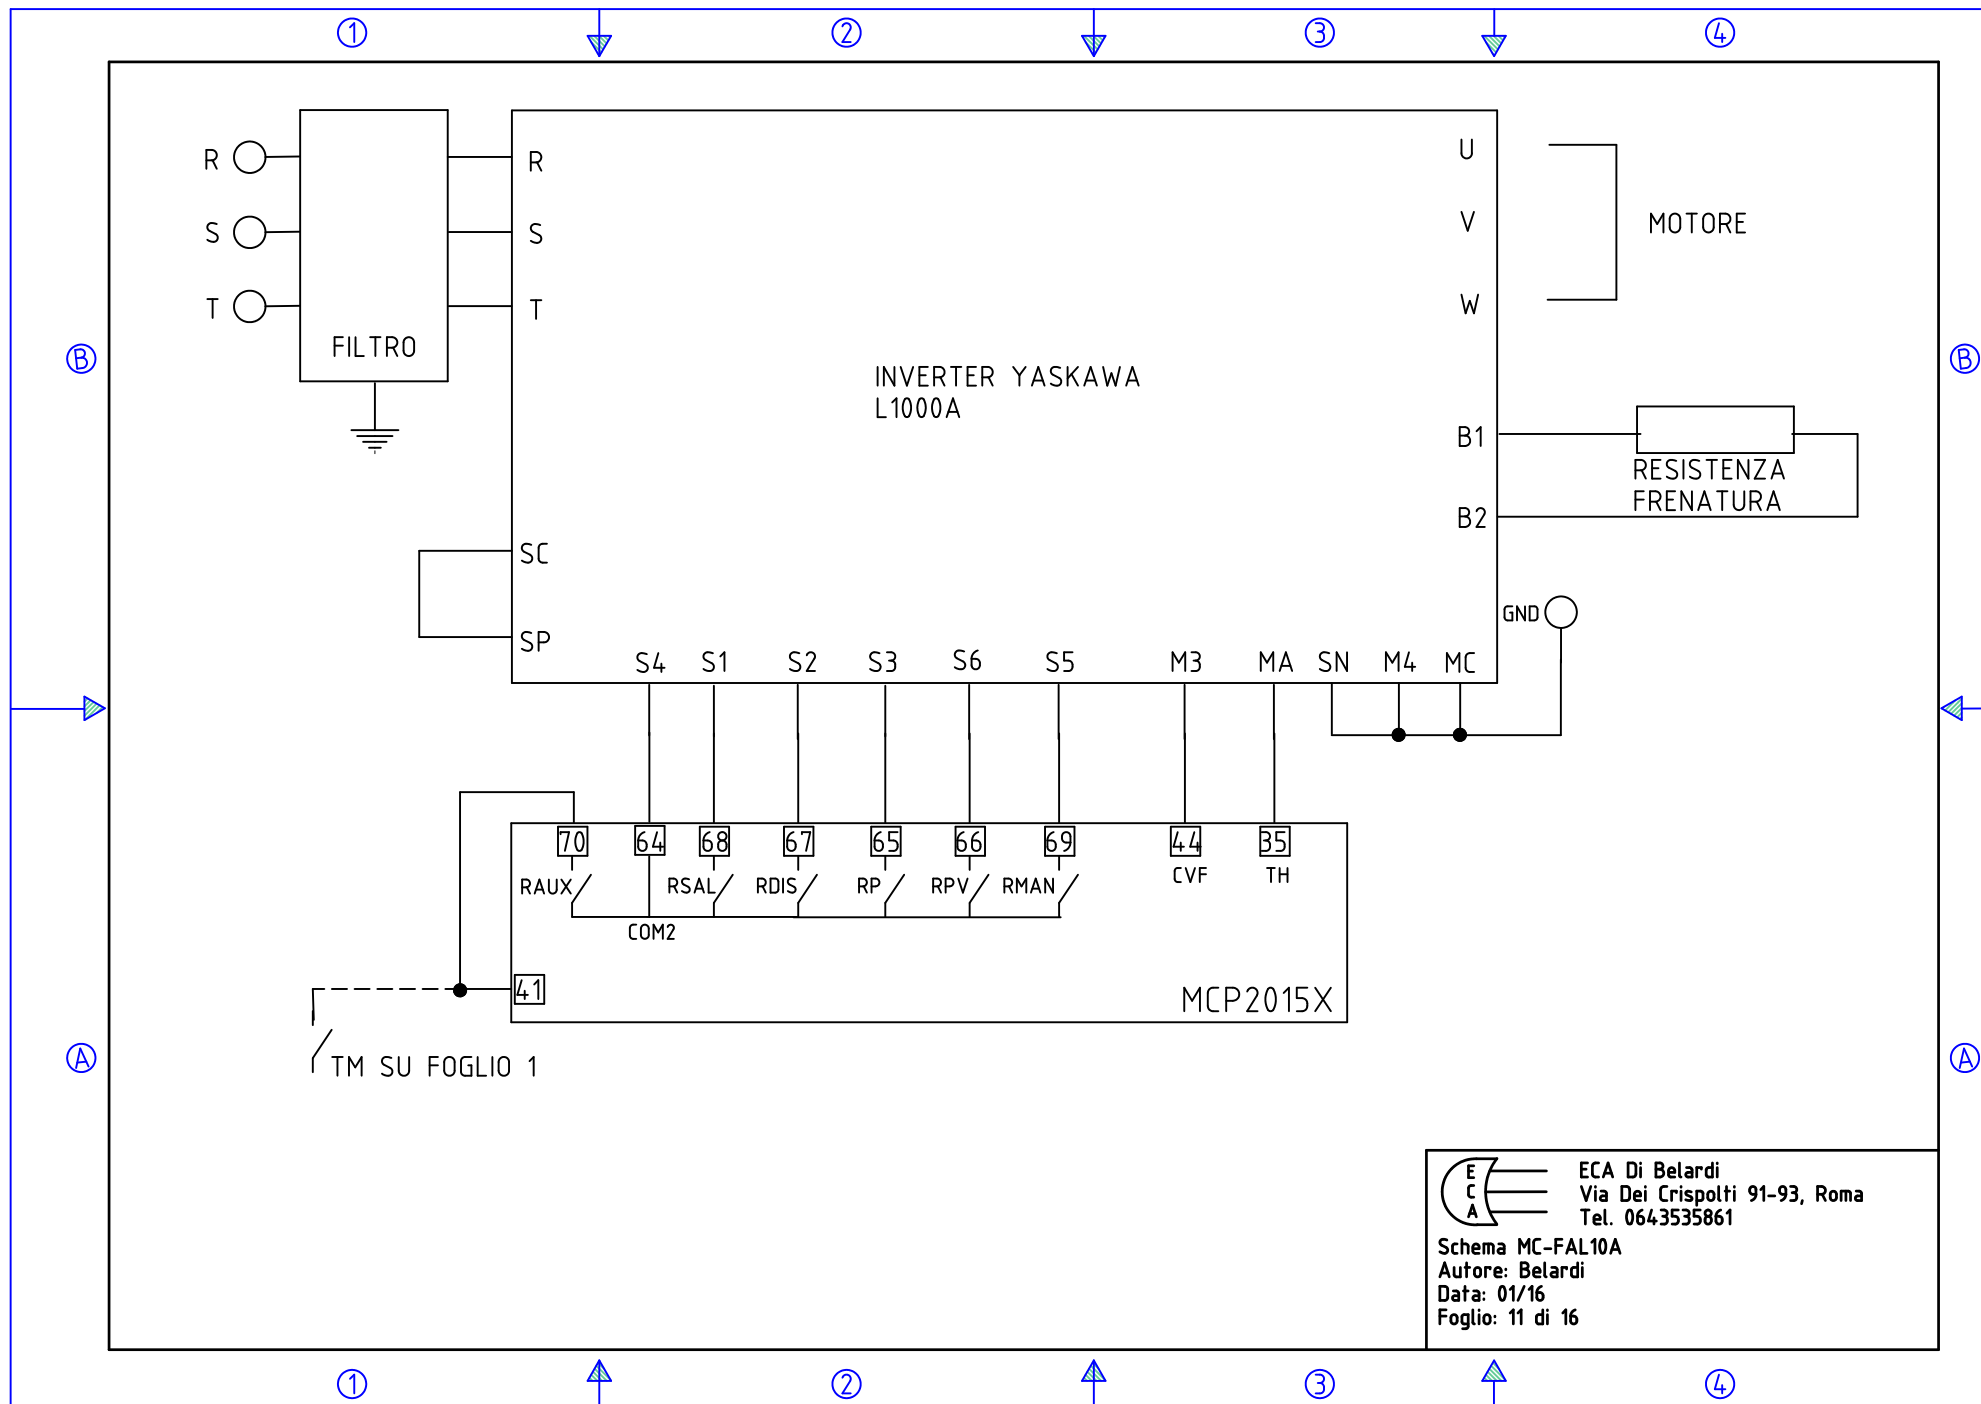 1 2 3 4
R R U
S S V MOTORE
T T W
FILTRO
B B
INVERTER YASKAWA
L1000A
B1
RESISTENZA
FRENATURA
B2
SC
GND
SP
S4 S1 S2 S3 S6 S5 M3 MA SN M4 MC
70 64 68 67 65 66 69 44 35
RAUX RSAL RDIS RP RPV RMAN CVF TH
COM2
41
MCP2015X
A A
TM SU FOGLIO 1
E
C
A
ECA Di Belardi
Via Dei Crispolti 91-93, Roma
Tel. 0643535861
Schema MC-FAL10A
Autore: Belardi
Data: 01/16
Foglio: 11 di 16
1 2 3 4